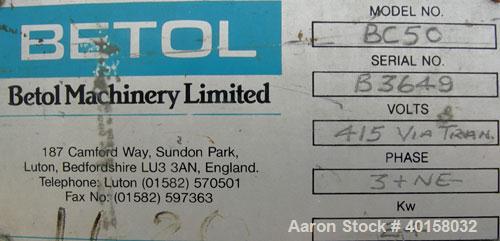 BETOL
Betol Machinery Limited
187 Camford Way, Sundon Park,
Luton, Bedfordshire LU3 3AN, England.
Telephone: Luton (01582) 570501
Fax No: (01582) 597363
MODEL NO.
BC50
SERIAL NO.
B3649
VOLTS
415 VIA TRAN.
PHASE
3+NE
Kw
Aaron Stock # 40158032